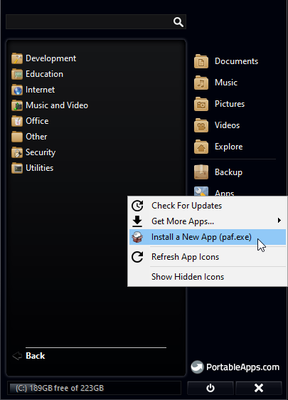 Development
Education
Internet
Music and Video
Office
Other
Security
Utilities
Documents
Music
Pictures
Videos
Explore
Backup
Apps
Check For Updates
Get More Apps...
Install a New App (paf.exe)
Refresh App Icons
Show Hidden Icons
Back
PortableApps.com
(C:) 189GB free of 223GB